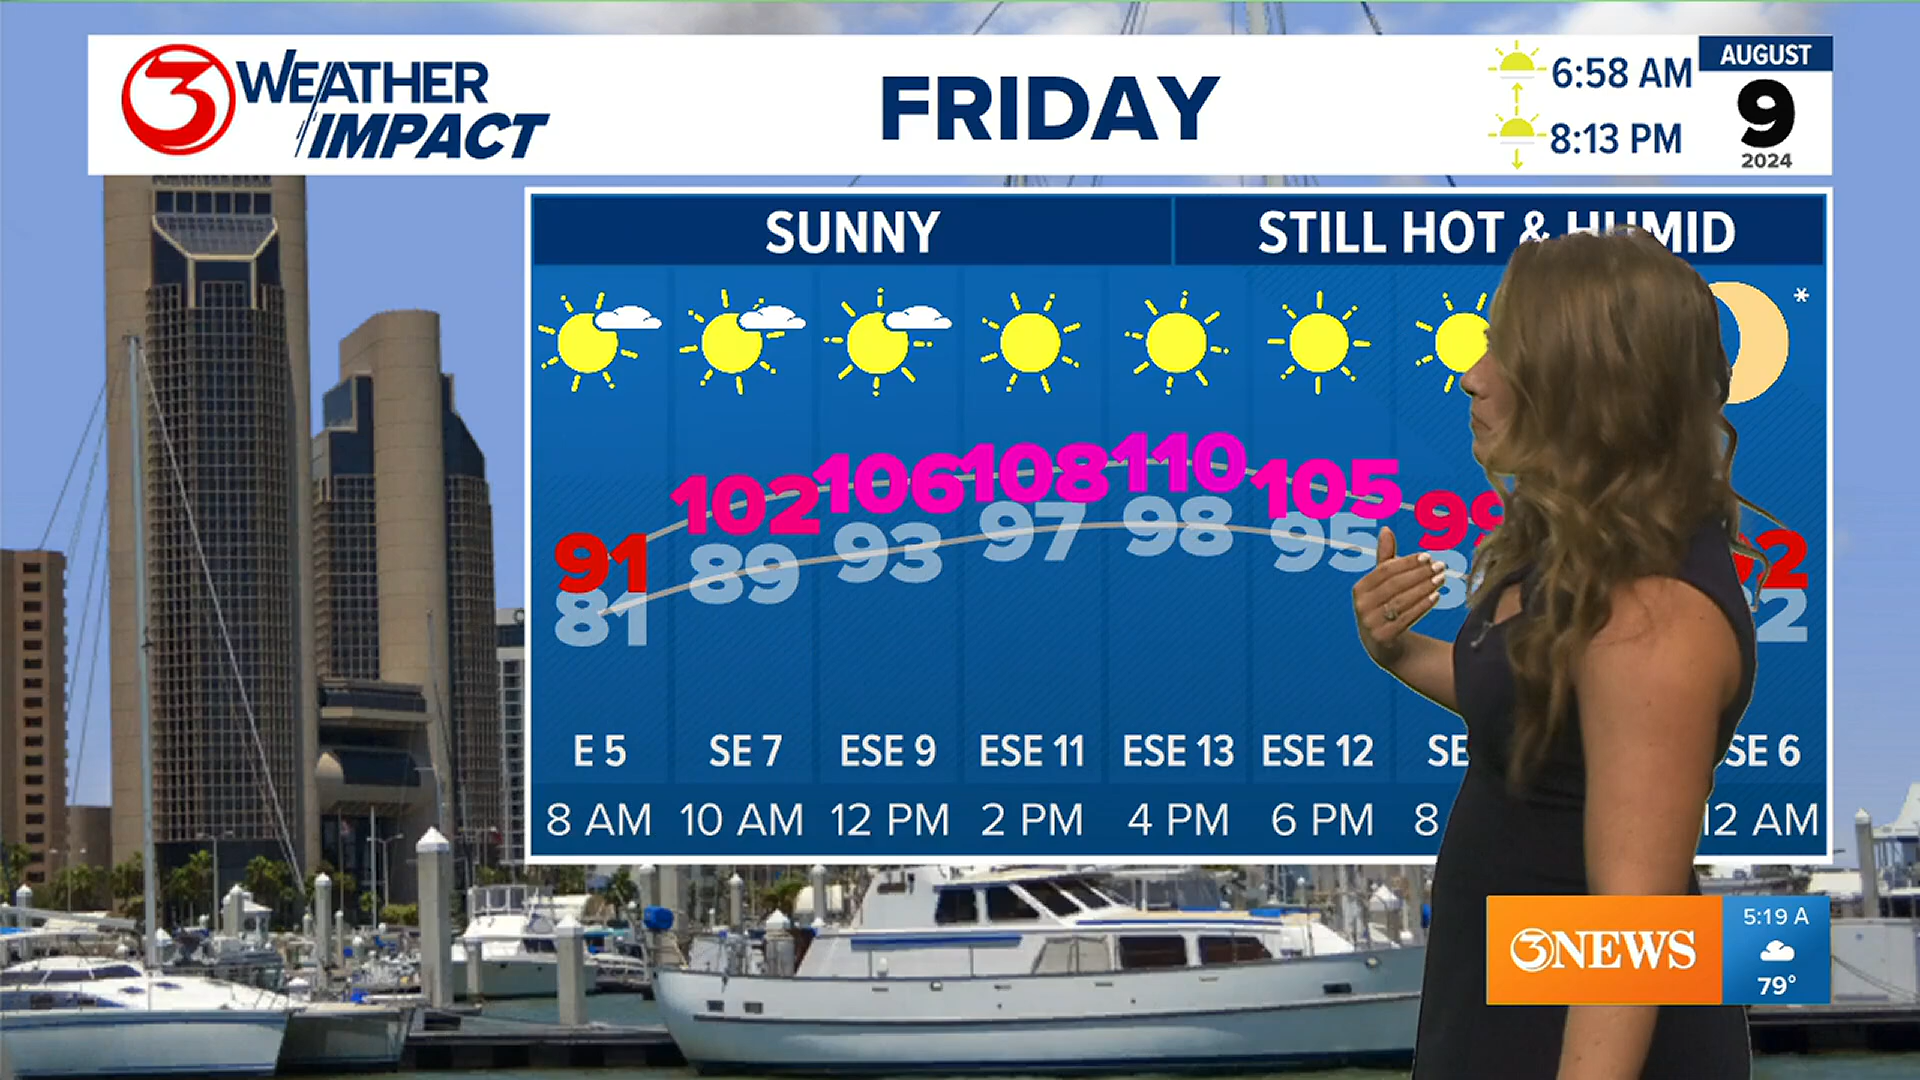 3 WEATHER IMPACT
FRIDAY
6:58 AM
8:13 PM
AUGUST
9
2024
SUNNY
STILL HOT & HUMID
*
91 102 106 108 110 105
81 89 93 97 98 95
E 5 SE 7 ESE 9 ESE 11 ESE 13 ESE 12 SE SE 6
8 AM 10 AM 12 PM 2 PM 4 PM 6 PM 8 12 AM
3NEWS
5:19 A
79°